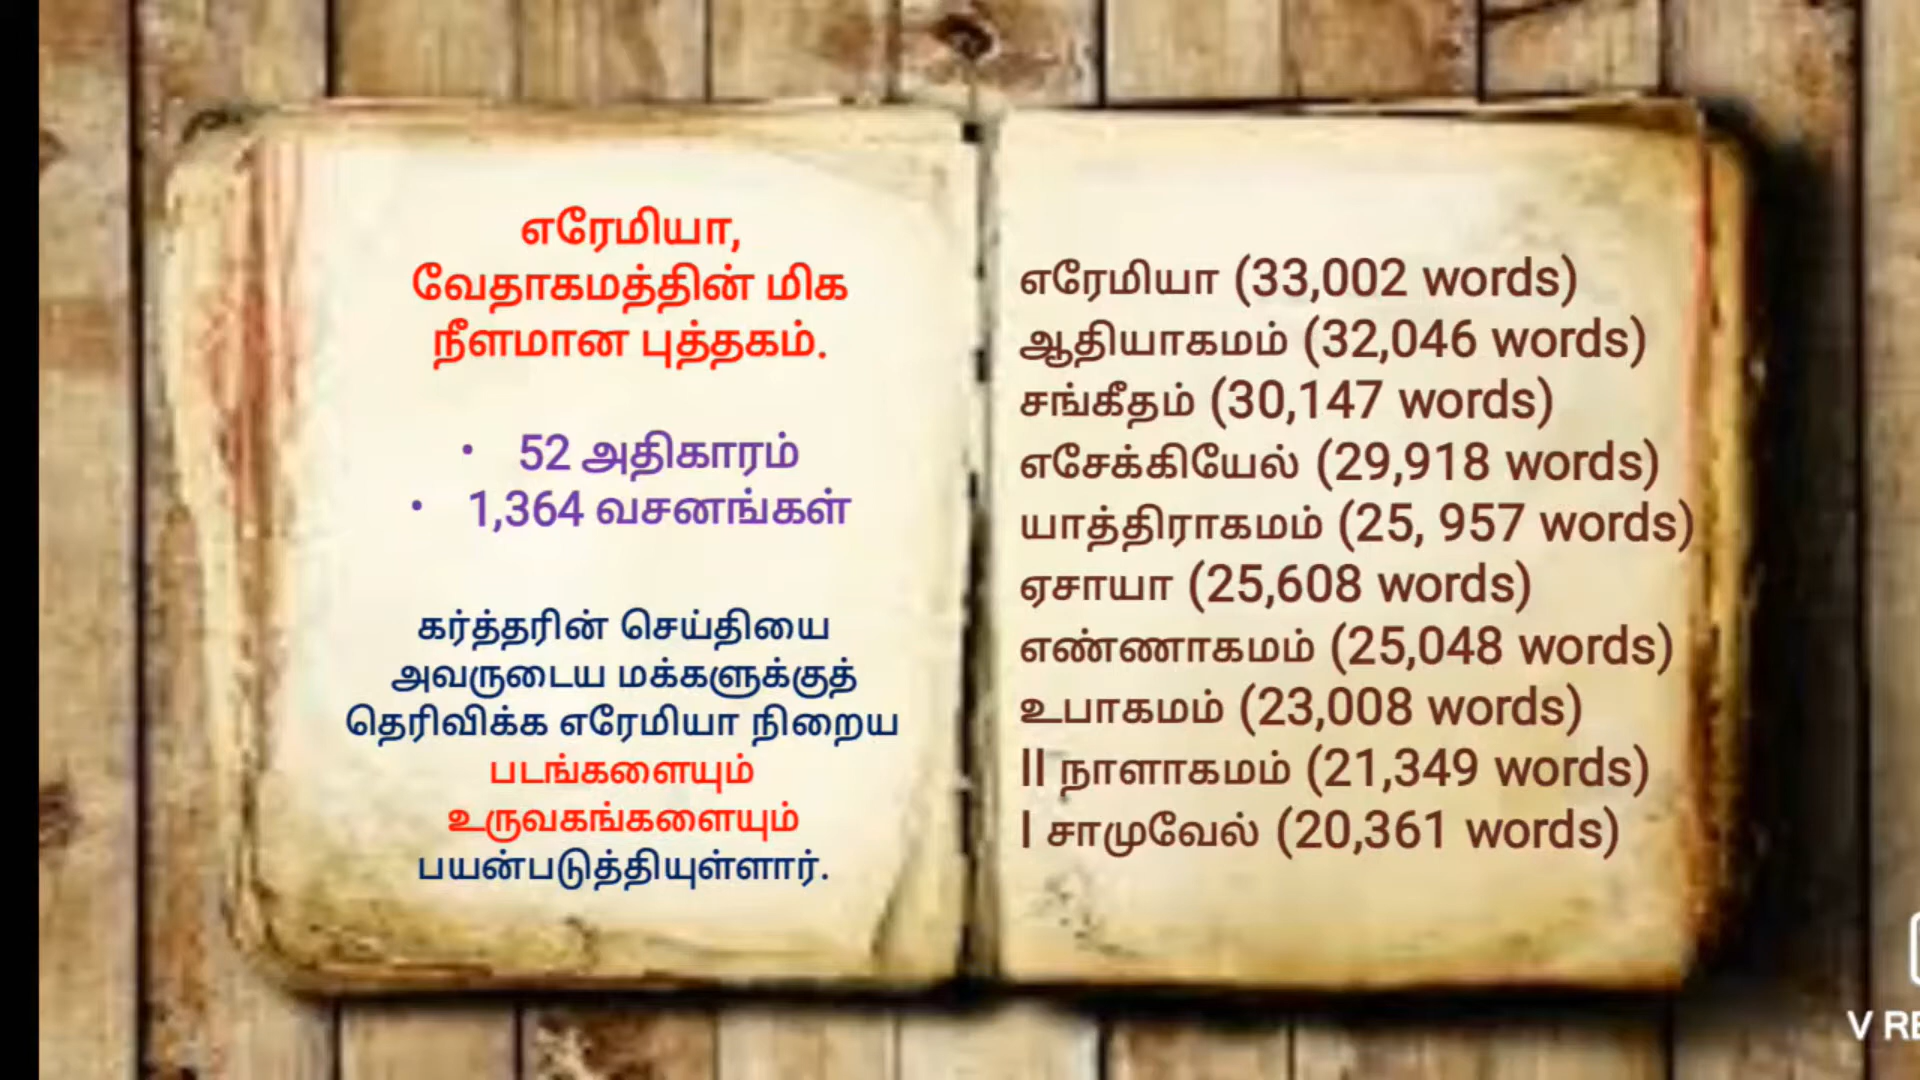 எரேமியா,
வேதாகமத்தின் மிக
நீளமான புத்தகம்.
• 52 அதிகாரம்
• 1,364 வசனங்கள்
கர்த்தரின் செய்தியை
அவருடைய மக்களுக்குத்
தெரிவிக்க எரேமியா நிறைய
படங்களையும்
உருவகங்களையும்
பயன்படுத்தியுள்ளார்.
எரேமியா (33,002 words)
ஆதியாகமம் (32,046 words)
சங்கீதம் (30,147 words)
எசேக்கியேல் (29,918 words)
யாத்திராகமம் (25, 957 words)
ஏசாயா (25,608 words)
எண்ணாகமம் (25,048 words)
உபாகமம் (23,008 words)
II நாளாகமம் (21,349 words)
I சாமுவேல் (20,361 words)